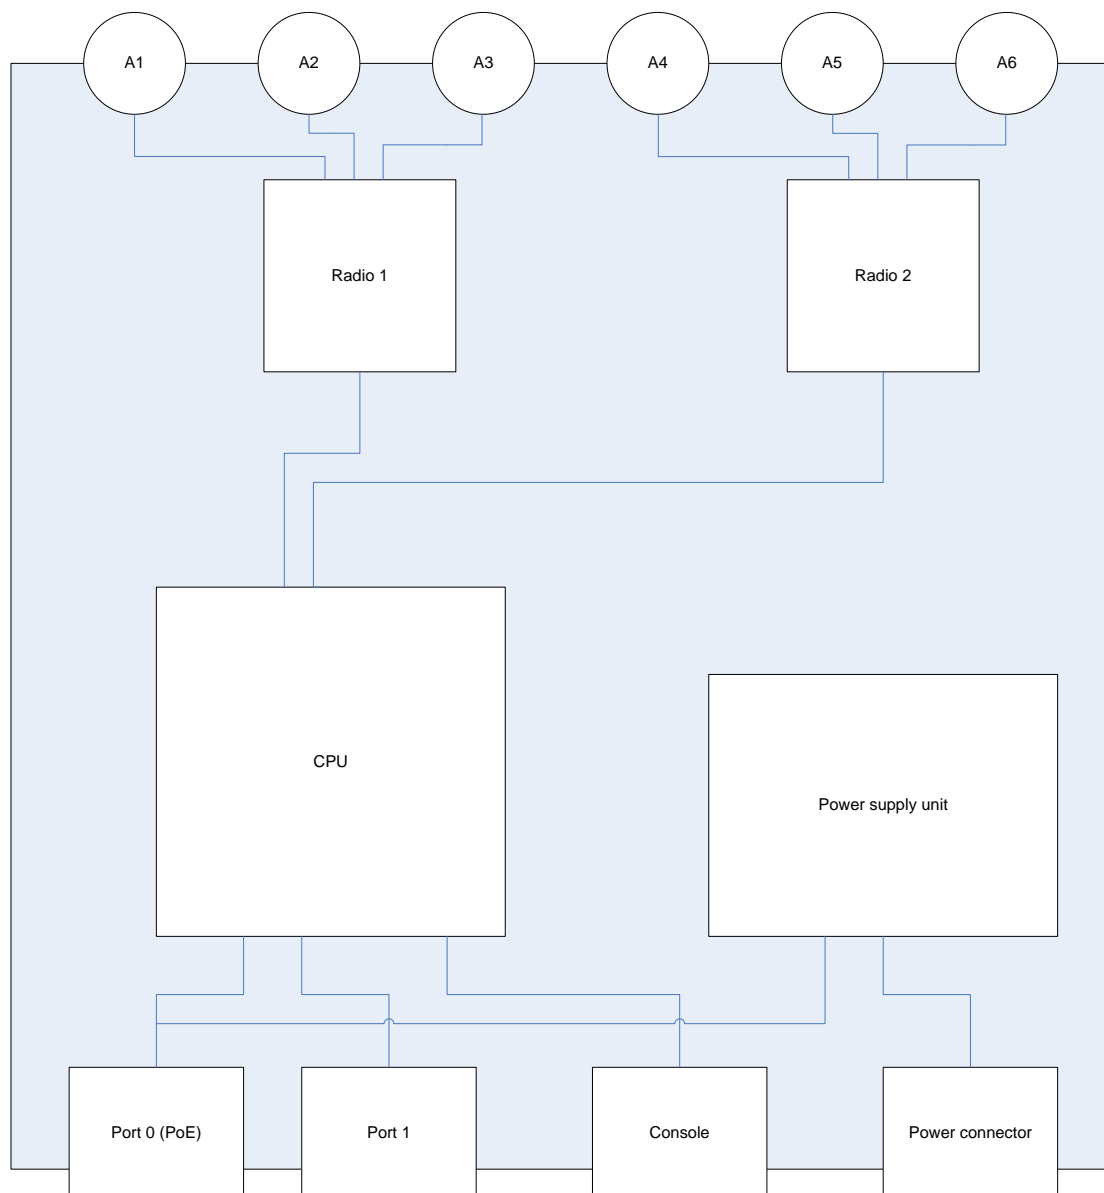 A1
A2
A3
A4
A5
A6
Radio 1
Radio 2
CPU
Power supply unit
Port 0 (PoE)
Port 1
Console
Power connector